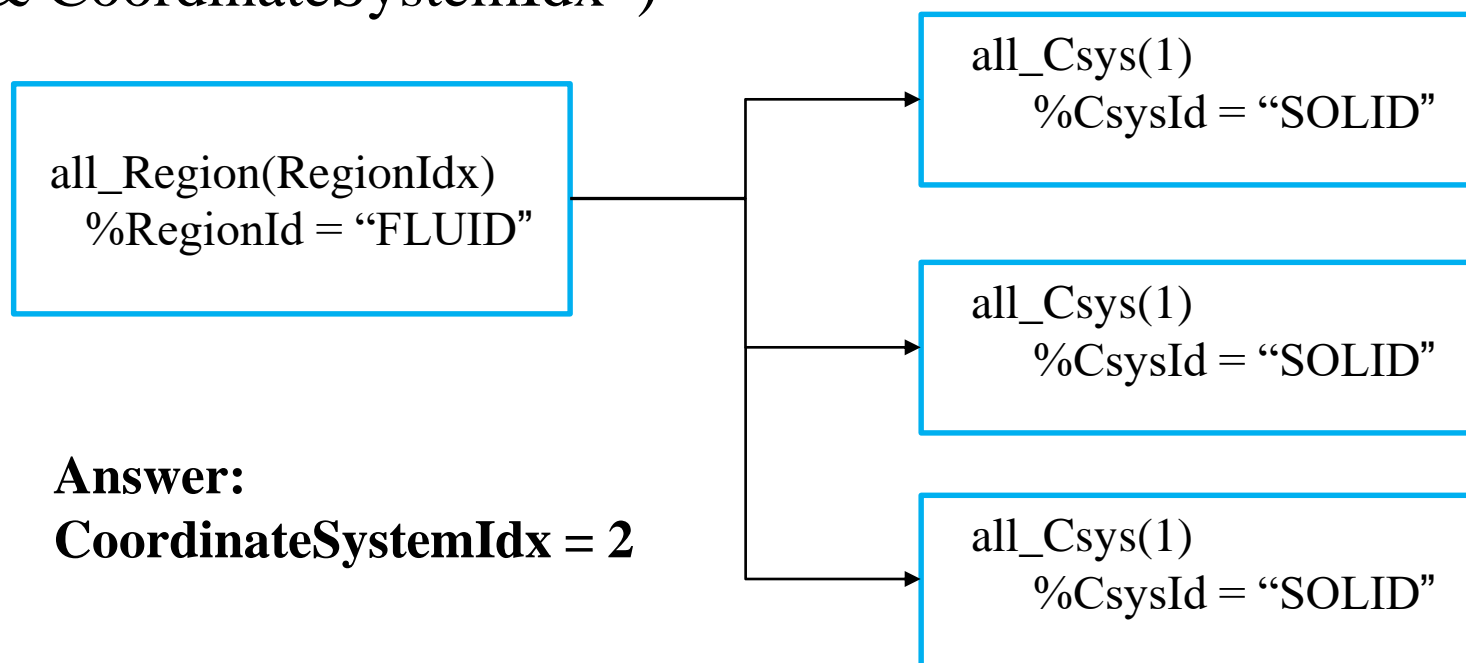 & CoordinateSystemIdx )
all_Region(RegionIdx)
%RegionId = “FLUID”
all_Csys(1)
%CsysId = “SOLID”
all_Csys(1)
%CsysId = “SOLID”
all_Csys(1)
%CsysId = “SOLID”
Answer:
CoordinateSystemIdx = 2